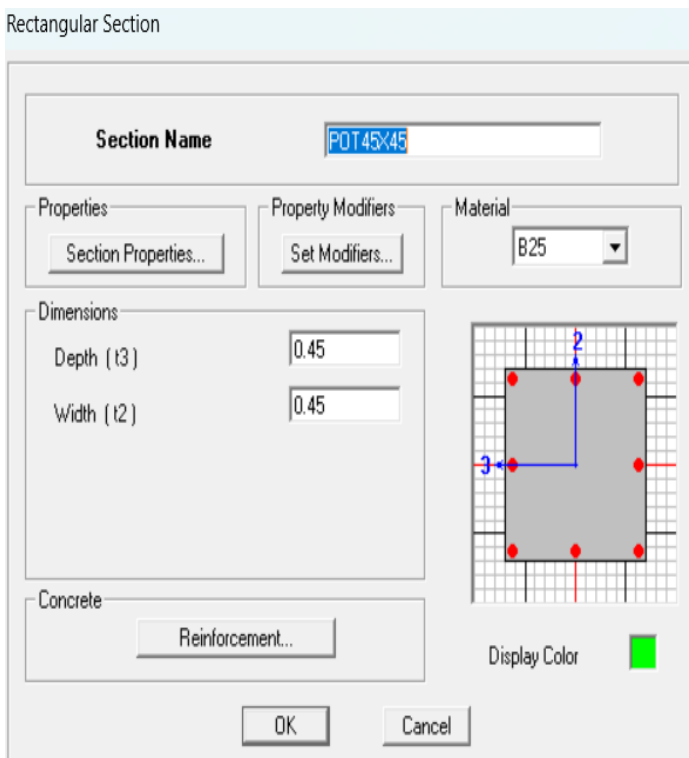 Rectangular Section
Section Name POT45X45
Properties Property Modifiers Material
Section Properties... Set Modifiers... B25
Dimensions
Depth ( t3 ) 0.45
Width ( t2 ) 0.45
2
3
Concrete
Reinforcement...
Display Color
OK Cancel